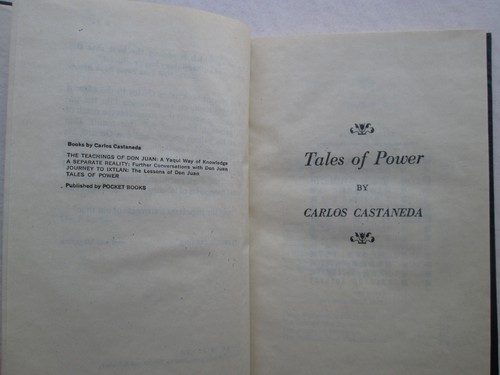 Books by Carlos Castaneda
THE TEACHINGS OF DON JUAN: A Yaqui Way of Knowledge
A SEPARATE REALITY: Further Conversations with Don Juan
JOURNEY TO IXTLAN: The Lessons of Don Juan
TALES OF POWER
Published by POCKET BOOKS
Tales of Power
BY
CARLOS CASTANEDA